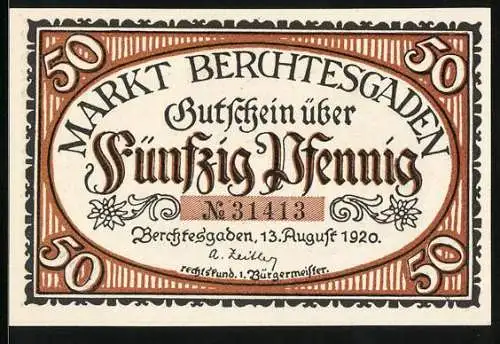 50 50
MARKT BERCHTESGADEN
Gutschein über
Fünfzig Pfennig
№ 31413
Berchtesgaden, 13. August 1920.
rechtskund. 1. Bürgermeister.
50 50